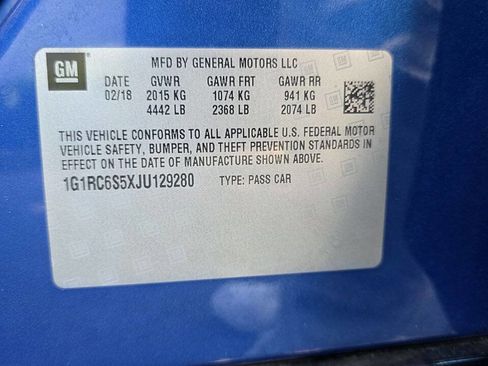 GM
MFD BY GENERAL MOTORS LLC
DATE GVWR GAWR FRT GAWR RR
02/18 2015 KG 1074 KG 941 KG
4442 LB 2368 LB 2074 LB
THIS VEHICLE CONFORMS TO ALL APPLICABLE U.S. FEDERAL MOTOR
VEHICLE SAFETY, BUMPER, AND THEFT PREVENTION STANDARDS IN
EFFECT ON THE DATE OF MANUFACTURE SHOWN ABOVE.
1G1RC6S5XJU129280 TYPE: PASS CAR